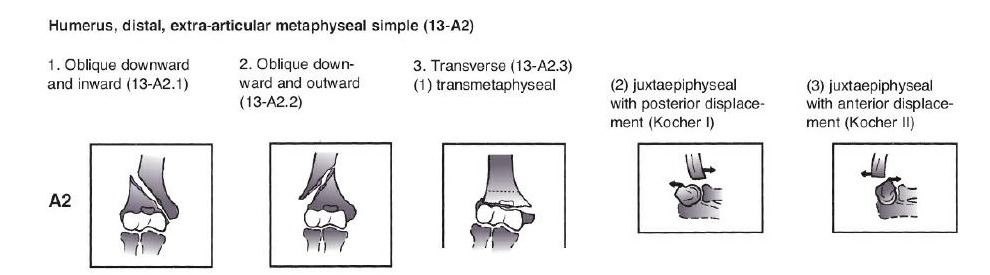 Humerus, distal, extra-articular metaphyseal simple (13-A2)
1. Oblique downward
and inward (13-A2.1)
2. Oblique down-
ward and outward
(13-A2.2)
3. Transverse (13-A2.3)
(1) transmetaphyseal
(2) juxtaepiphyseal
with posterior displace-
ment (Kocher I)
(3) juxtaepiphyseal
with anterior displace-
ment (Kocher II)
A2